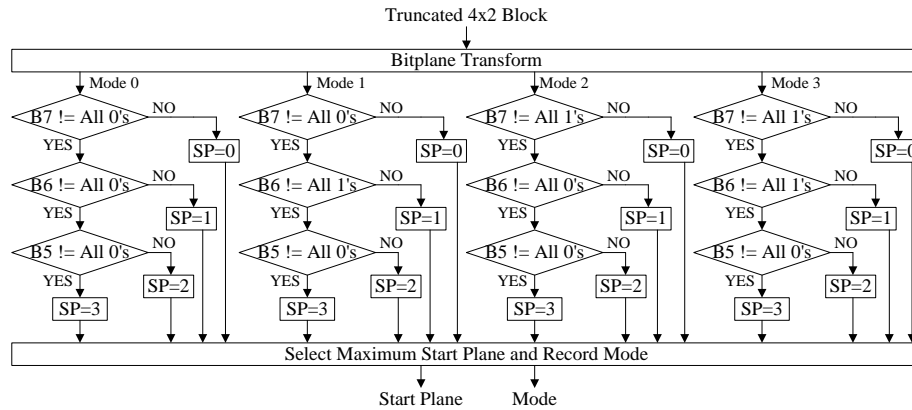 Truncated 4x2 Block
Bitplane Transform
Mode 0 Mode 1 Mode 2 Mode 3
B7 != All 0's NO B7 != All 0's NO B7 != All 1's NO B7 != All 1's NO
YES SP=0 YES SP=0 YES SP=0 YES SP=0
B6 != All 0's NO B6 != All 1's NO B6 != All 0's NO B6 != All 1's NO
YES SP=1 YES SP=1 YES SP=1 YES SP=1
B5 != All 0's NO B5 != All 0's NO B5 != All 0's NO B5 != All 0's NO
YES SP=2 YES SP=2 YES SP=2 YES SP=2
SP=3 SP=3 SP=3 SP=3
Select Maximum Start Plane and Record Mode
Start Plane Mode